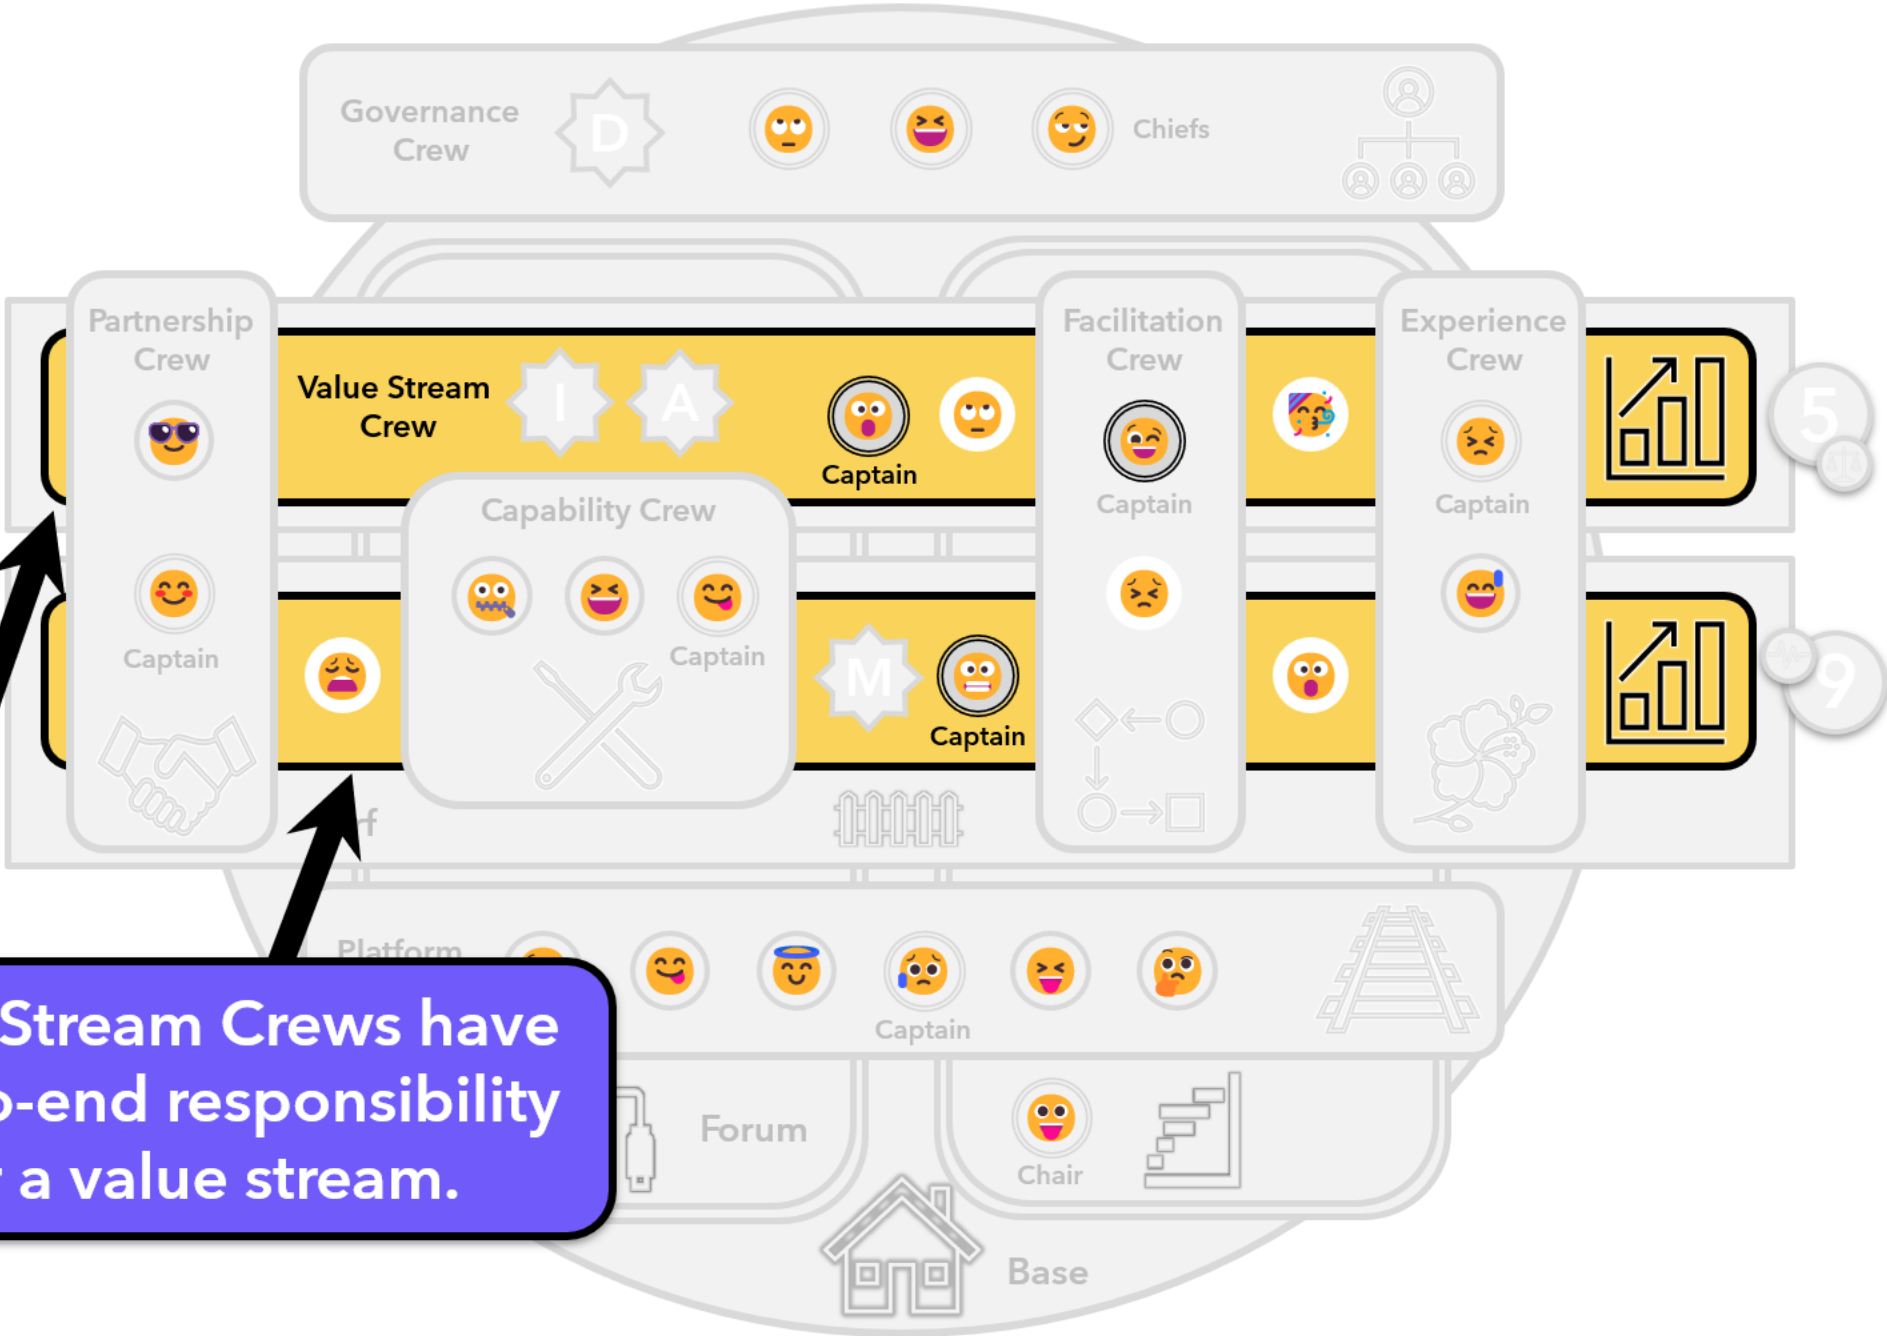 Governance
Crew
D
Chiefs
Partnership
Crew
Captain
Value Stream
Crew
I
A
Captain
Facilitation
Crew
Captain
Experience
Crew
Captain
5
Capability Crew
Captain
M
Captain
9
Platform
Captain
Stream Crews have
-end responsibility
a value stream.
Forum
Chair
Base